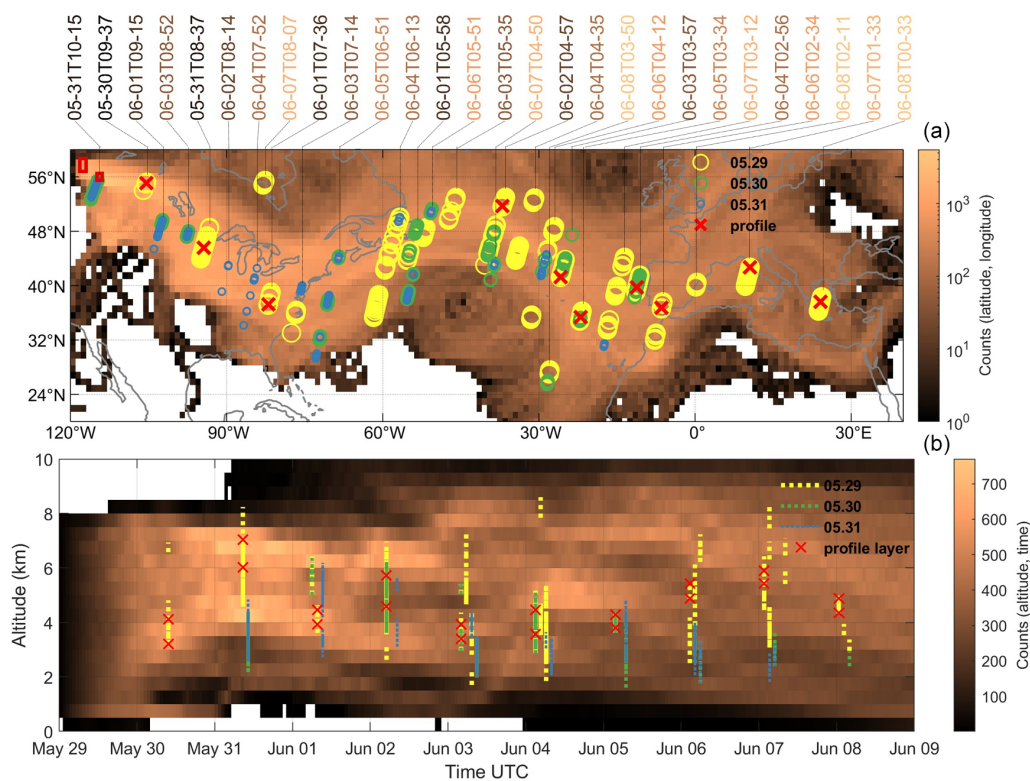 05-31T10-15
05-30T09-37
06-01T09-15
06-03T08-52
05-31T08-37
06-02T08-14
06-04T07-52
06-07T08-07
06-01T07-36
06-03T07-14
06-05T06-51
06-04T06-13
06-01T05-58
06-06T05-51
06-03T05-35
06-07T04-50
06-02T04-57
06-04T04-35
06-08T03-50
06-06T04-12
06-03T03-57
06-05T03-34
06-07T03-12
06-04T02-56
06-06T02-34
06-08T02-11
06-07T01-33
06-08T00-33
(a)
56°N
48°N
40°N
32°N
24°N
120°W
90°W
60°W
30°W
0°
30°E
05.29
05.30
05.31
profile
10³
10²
10¹
10⁰
Counts (latitude, longitude)
(b)
10
8
6
4
2
0
Altitude (km)
05.29
05.30
05.31
profile layer
May 29
May 30
May 31
Jun 01
Jun 02
Jun 03
Jun 04
Jun 05
Jun 06
Jun 07
Jun 08
Jun 09
Time UTC
700
600
500
400
300
200
100
Counts (altitude, time)